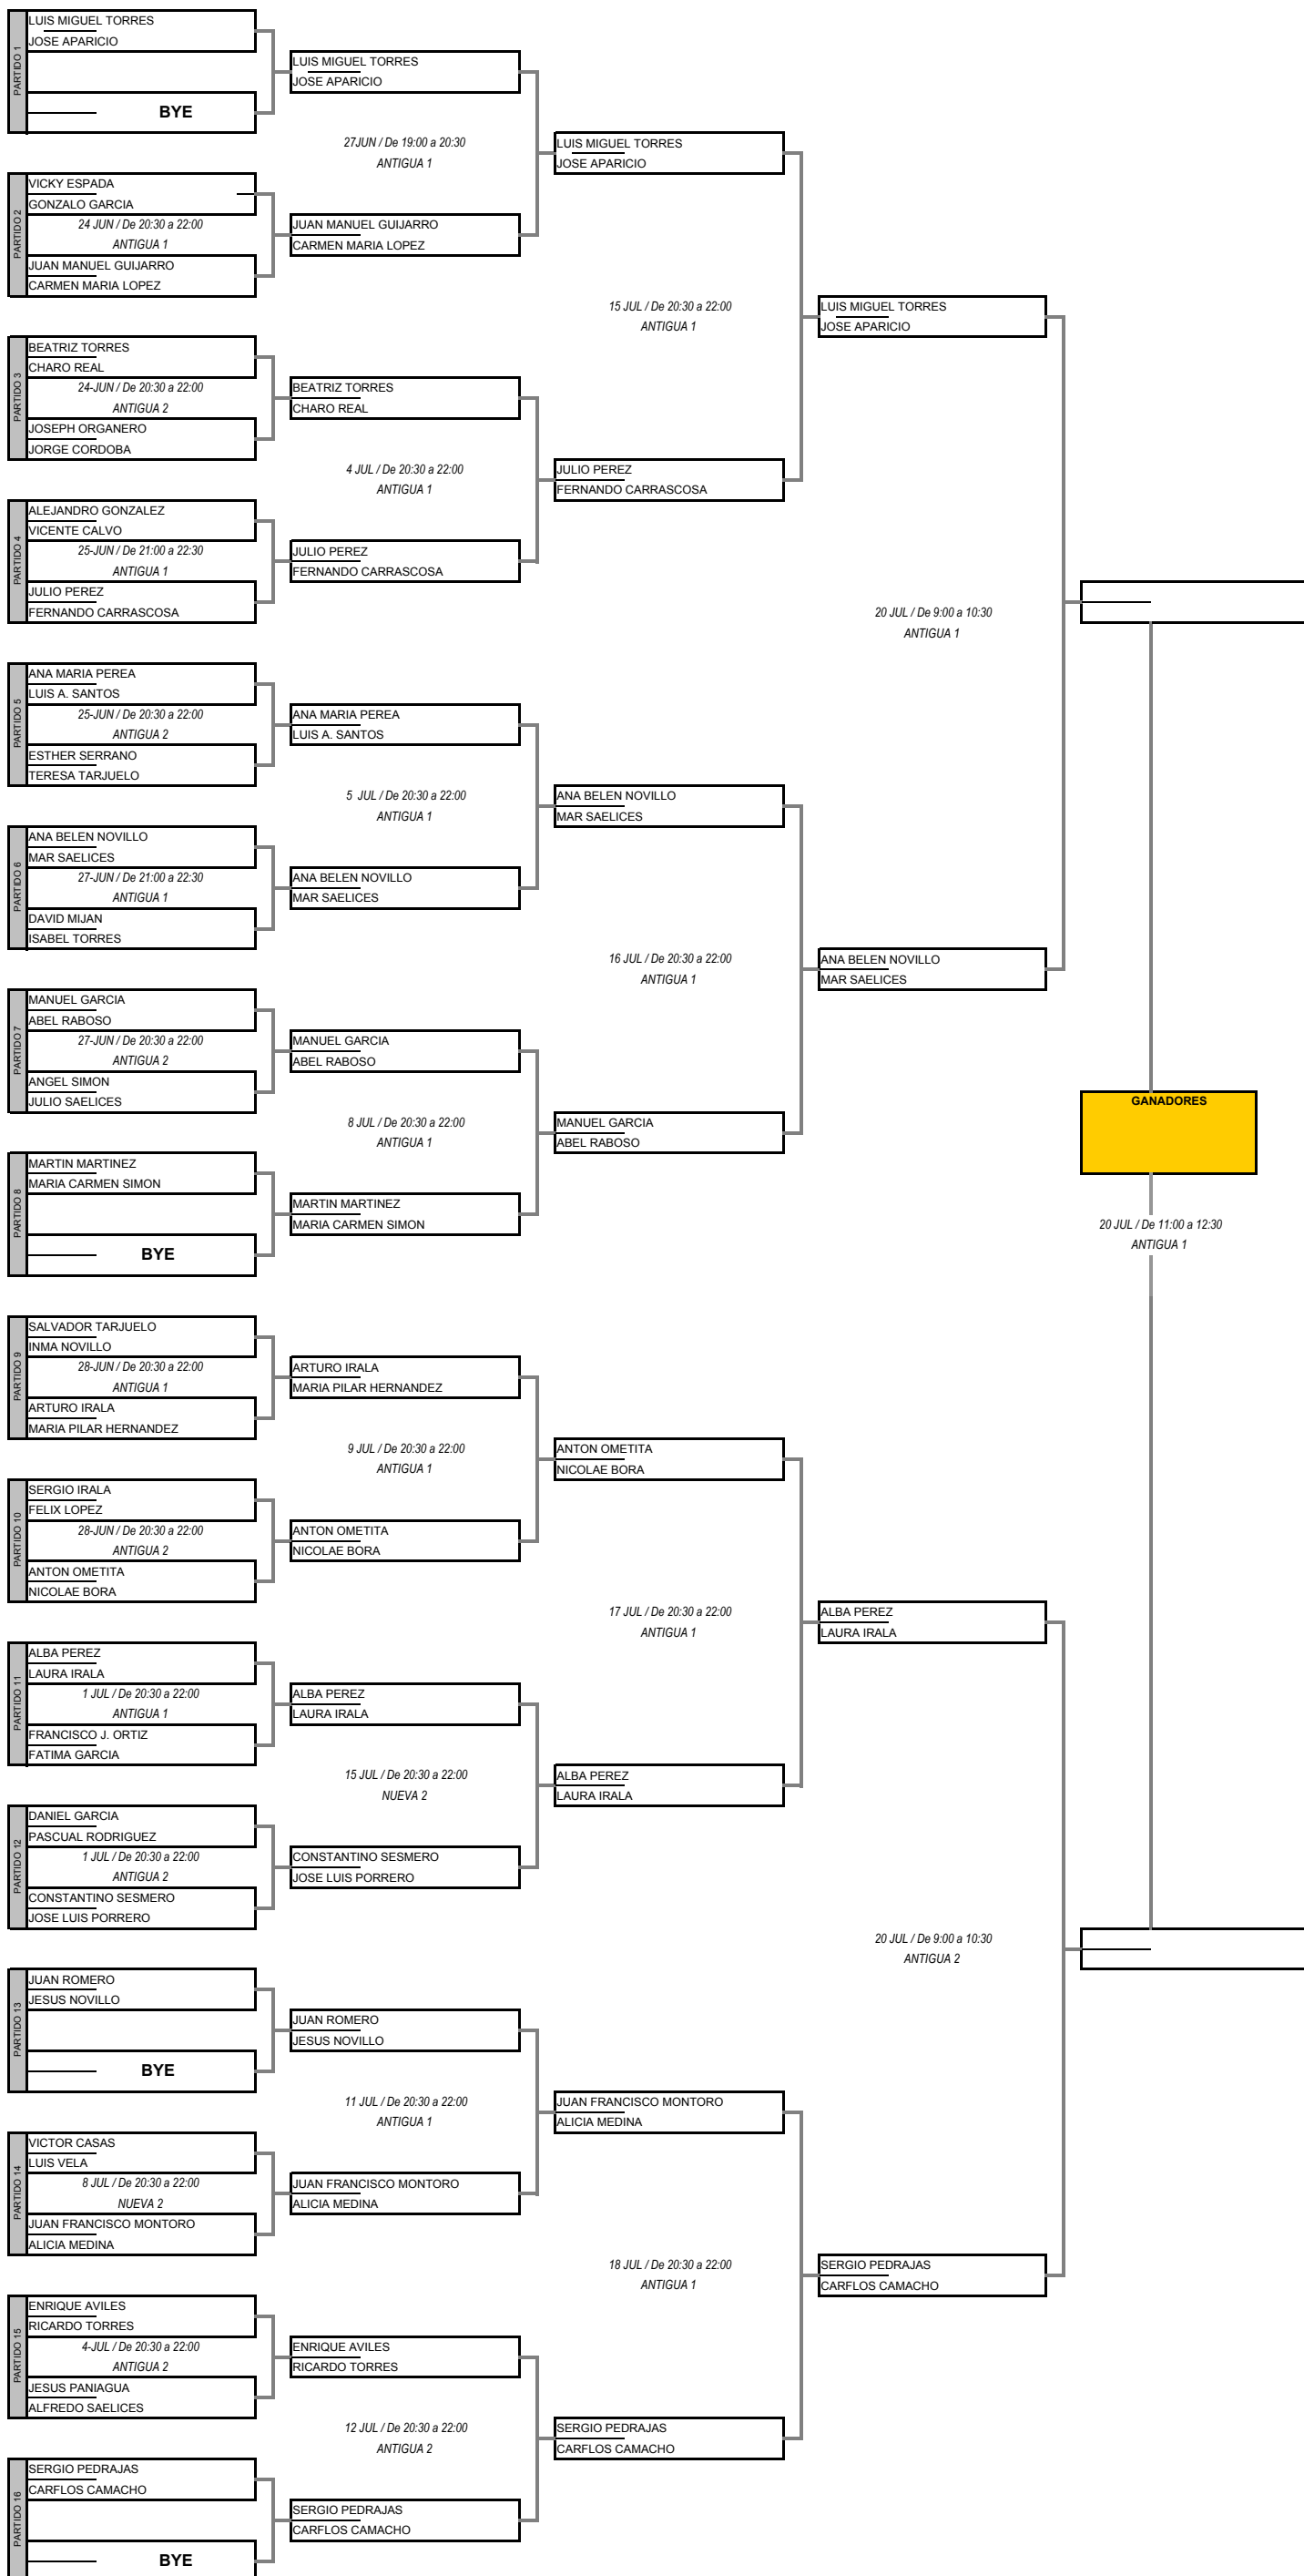 PARTIDO 1
LUIS MIGUEL TORRES
JOSE APARICIO
BYE
PARTIDO 2
VICKY ESPADA
GONZALO GARCIA
24 JUN / De 20:30 a 22:00
ANTIGUA 1
JUAN MANUEL GUIJARRO
CARMEN MARIA LOPEZ
PARTIDO 3
BEATRIZ TORRES
CHARO REAL
24-JUN / De 20:30 a 22:00
ANTIGUA 2
JOSEPH ORGANERO
JORGE CORDOBA
PARTIDO 4
ALEJANDRO GONZALEZ
VICENTE CALVO
25-JUN / De 21:00 a 22:30
ANTIGUA 1
JULIO PEREZ
FERNANDO CARRASCOSA
PARTIDO 5
ANA MARIA PEREA
LUIS A. SANTOS
25-JUN / De 20:30 a 22:00
ANTIGUA 2
ESTHER SERRANO
TERESA TARJUELO
PARTIDO 6
ANA BELEN NOVILLO
MAR SAELICES
27-JUN / De 21:00 a 22:30
ANTIGUA 1
DAVID MIJAN
ISABEL TORRES
PARTIDO 7
MANUEL GARCIA
ABEL RABOSO
27-JUN / De 20:30 a 22:00
ANTIGUA 2
ANGEL SIMON
JULIO SAELICES
PARTIDO 8
MARTIN MARTINEZ
MARIA CARMEN SIMON
BYE
PARTIDO 9
SALVADOR TARJUELO
INMA NOVILLO
28-JUN / De 20:30 a 22:00
ANTIGUA 1
ARTURO IRALA
MARIA PILAR HERNANDEZ
PARTIDO 10
SERGIO IRALA
FELIX LOPEZ
28-JUN / De 20:30 a 22:00
ANTIGUA 2
ANTON OMETITA
NICOLAE BORA
PARTIDO 11
ALBA PEREZ
LAURA IRALA
1 JUL / De 20:30 a 22:00
ANTIGUA 1
FRANCISCO J. ORTIZ
FATIMA GARCIA
PARTIDO 12
DANIEL GARCIA
PASCUAL RODRIGUEZ
1 JUL / De 20:30 a 22:00
ANTIGUA 2
CONSTANTINO SESMERO
JOSE LUIS PORRERO
PARTIDO 13
JUAN ROMERO
JESUS NOVILLO
BYE
PARTIDO 14
VICTOR CASAS
LUIS VELA
8 JUL / De 20:30 a 22:00
NUEVA 2
JUAN FRANCISCO MONTORO
ALICIA MEDINA
PARTIDO 15
ENRIQUE AVILES
RICARDO TORRES
4-JUL / De 20:30 a 22:00
ANTIGUA 2
JESUS PANIAGUA
ALFREDO SAELICES
PARTIDO 16
SERGIO PEDRAJAS
CARFLOS CAMACHO
BYE
LUIS MIGUEL TORRES
JOSE APARICIO
27JUN / De 19:00 a 20:30
ANTIGUA 1
JUAN MANUEL GUIJARRO
CARMEN MARIA LOPEZ
BEATRIZ TORRES
CHARO REAL
4 JUL / De 20:30 a 22:00
ANTIGUA 1
JULIO PEREZ
FERNANDO CARRASCOSA
ANA MARIA PEREA
LUIS A. SANTOS
5 JUL / De 20:30 a 22:00
ANTIGUA 1
ANA BELEN NOVILLO
MAR SAELICES
MANUEL GARCIA
ABEL RABOSO
8 JUL / De 20:30 a 22:00
ANTIGUA 1
MARTIN MARTINEZ
MARIA CARMEN SIMON
ARTURO IRALA
MARIA PILAR HERNANDEZ
9 JUL / De 20:30 a 22:00
ANTIGUA 1
ANTON OMETITA
NICOLAE BORA
ALBA PEREZ
LAURA IRALA
15 JUL / De 20:30 a 22:00
NUEVA 2
CONSTANTINO SESMERO
JOSE LUIS PORRERO
JUAN ROMERO
JESUS NOVILLO
11 JUL / De 20:30 a 22:00
ANTIGUA 1
JUAN FRANCISCO MONTORO
ALICIA MEDINA
ENRIQUE AVILES
RICARDO TORRES
12 JUL / De 20:30 a 22:00
ANTIGUA 2
SERGIO PEDRAJAS
CARFLOS CAMACHO
LUIS MIGUEL TORRES
JOSE APARICIO
15 JUL / De 20:30 a 22:00
ANTIGUA 1
JULIO PEREZ
FERNANDO CARRASCOSA
ANA BELEN NOVILLO
MAR SAELICES
16 JUL / De 20:30 a 22:00
ANTIGUA 1
MANUEL GARCIA
ABEL RABOSO
ANTON OMETITA
NICOLAE BORA
17 JUL / De 20:30 a 22:00
ANTIGUA 1
ALBA PEREZ
LAURA IRALA
JUAN FRANCISCO MONTORO
ALICIA MEDINA
18 JUL / De 20:30 a 22:00
ANTIGUA 1
SERGIO PEDRAJAS
CARFLOS CAMACHO
LUIS MIGUEL TORRES
JOSE APARICIO
20 JUL / De 9:00 a 10:30
ANTIGUA 1
ANA BELEN NOVILLO
MAR SAELICES
ALBA PEREZ
LAURA IRALA
20 JUL / De 9:00 a 10:30
ANTIGUA 2
SERGIO PEDRAJAS
CARFLOS CAMACHO
GANADORES
20 JUL / De 11:00 a 12:30
ANTIGUA 1